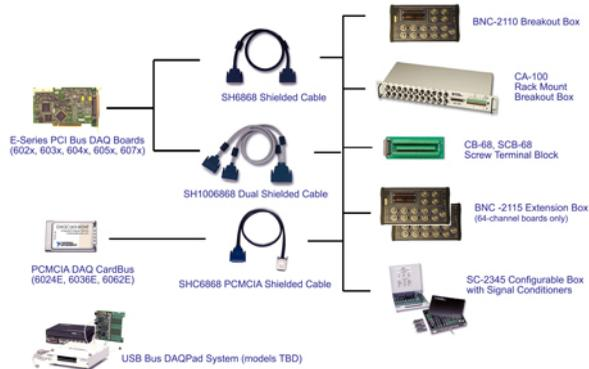 BNC-2110 Breakout Box
SH6868 Shielded Cable
CA-100
Rack Mount
Breakout Box
E-Series PCI Bus DAQ Boards
(602x, 603x, 604x, 605x, 607x)
CB-68, SCB-68
Screw Terminal Block
SH1006868 Dual Shielded Cable
BNC -2115 Extension Box
(64-channel boards only)
PCMCIA DAQ CardBus
(6024E, 6036E, 6062E)
SHC6868 PCMCIA Shielded Cable
SC-2345 Configurable Box
with Signal Conditioners
USB Bus DAQPad System (models TBD)